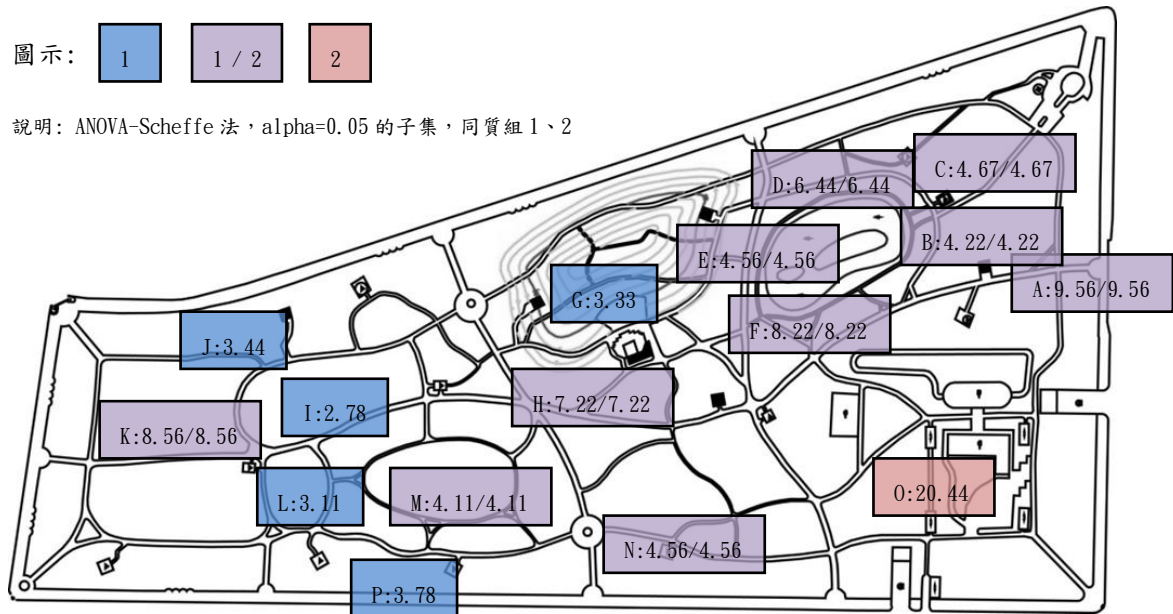 圖示: 1 1 / 2 2
說明: ANOVA-Scheffe 法，alpha=0.05 的子集，同質組 1、2
C:4.67/4.67
D:6.44/6.44
B:4.22/4.22
E:4.56/4.56
A:9.56/9.56
G:3.33
F:8.22/8.22
J:3.44
I:2.78
H:7.22/7.22
K:8.56/8.56
L:3.11
M:4.11/4.11
O:20.44
N:4.56/4.56
P:3.78